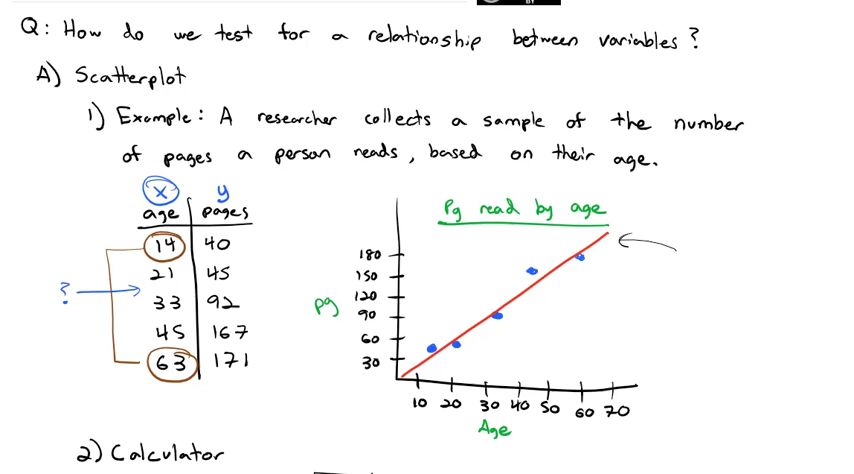 Q: How do we test for a relationship between variables?
A) Scatterplot
1) Example: A researcher collects a sample of the number
of pages a person reads, based on their age.
x y
age pages
14 40
21 45
? 33 92
45 167
63 171
Pg read by age
180
150
120
90
60
30
pg
10 20 30 40 50 60 70
Age
2) Calculator